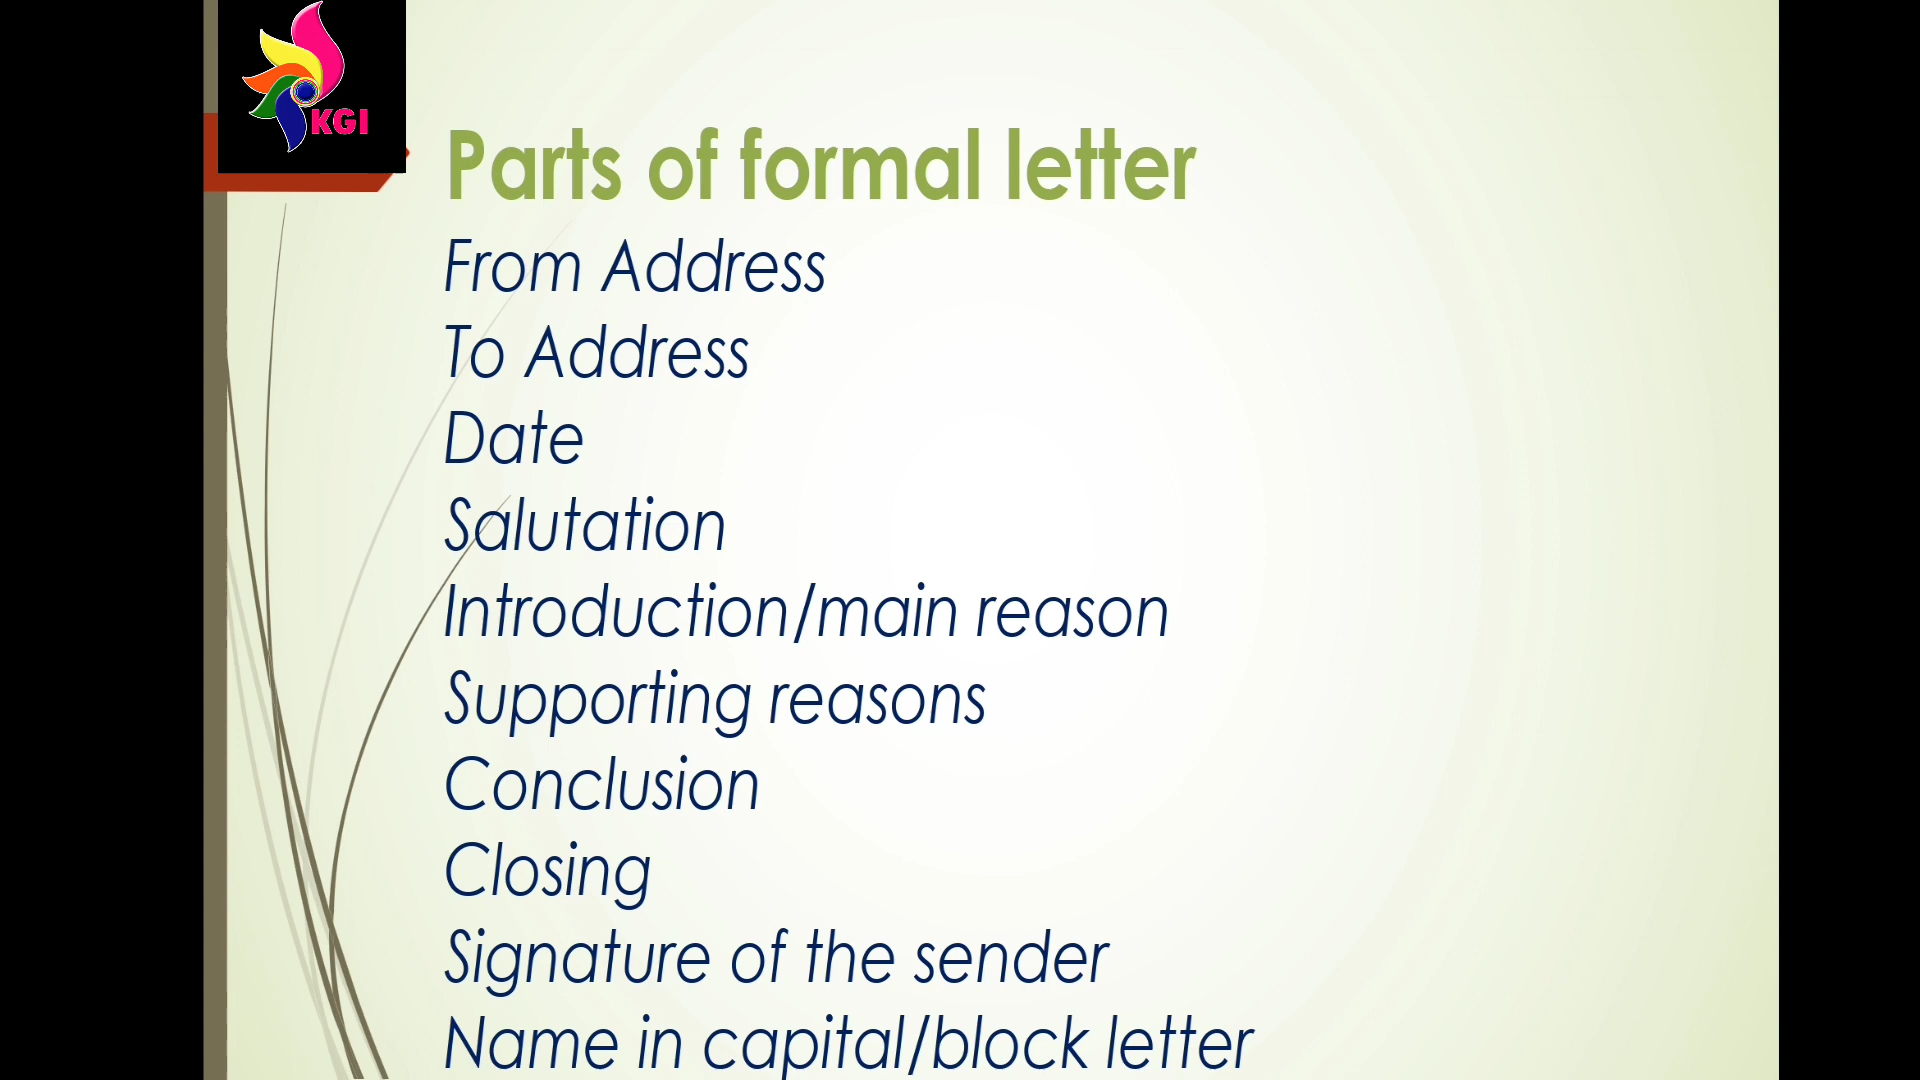 KGI
Parts of formal letter
From Address
To Address
Date
Salutation
Introduction/main reason
Supporting reasons
Conclusion
Closing
Signature of the sender
Name in capital/block letter